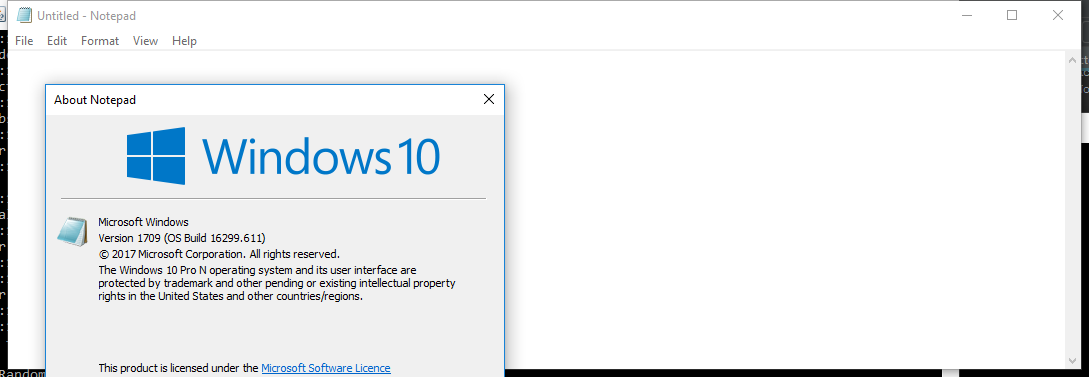 Untitled - Notepad
File Edit Format View Help
About Notepad
Windows 10
Microsoft Windows
Version 1709 (OS Build 16299.611)
© 2017 Microsoft Corporation. All rights reserved.
The Windows 10 Pro N operating system and its user interface are
protected by trademark and other pending or existing intellectual property
rights in the United States and other countries/regions.
This product is licensed under the Microsoft Software Licence
Random